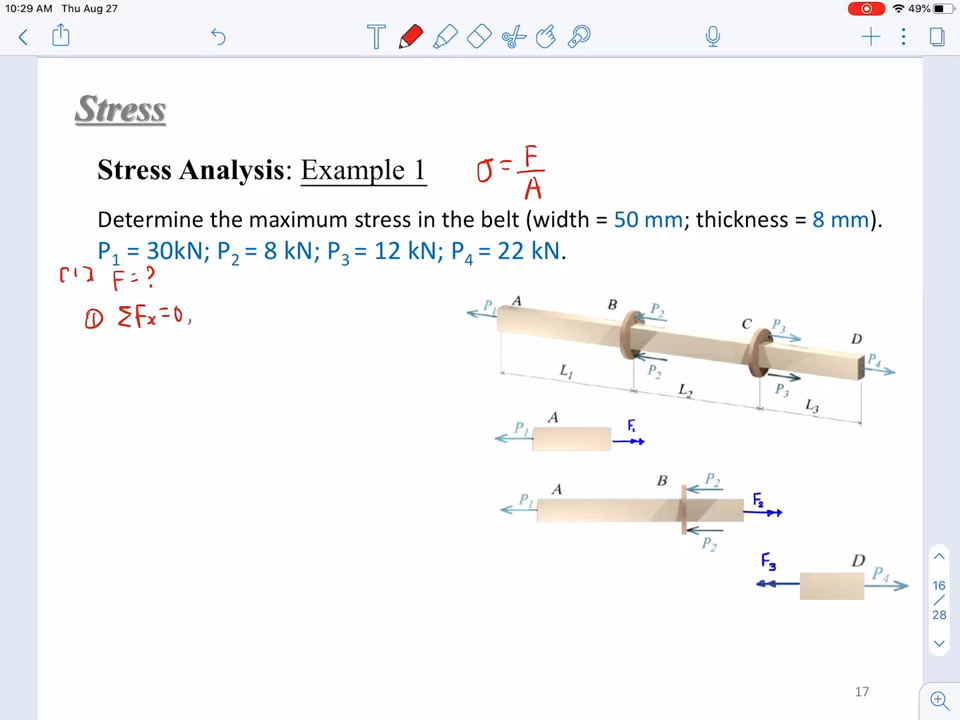 10:29 AM Thu Aug 27
49%
Stress
Stress Analysis: Example 1
σ = F/A
Determine the maximum stress in the belt (width = 50 mm; thickness = 8 mm).
P1 = 30kN; P2 = 8 kN; P3 = 12 kN; P4 = 22 kN.
[1] F = ?
① ΣFx = 0,
P1 A B P2 C P3 D
P2 P4
L1 L2 P3 L3
A
P1 F1
B P2
A F2
P1
P2
F3 D P4
16
/
28
17